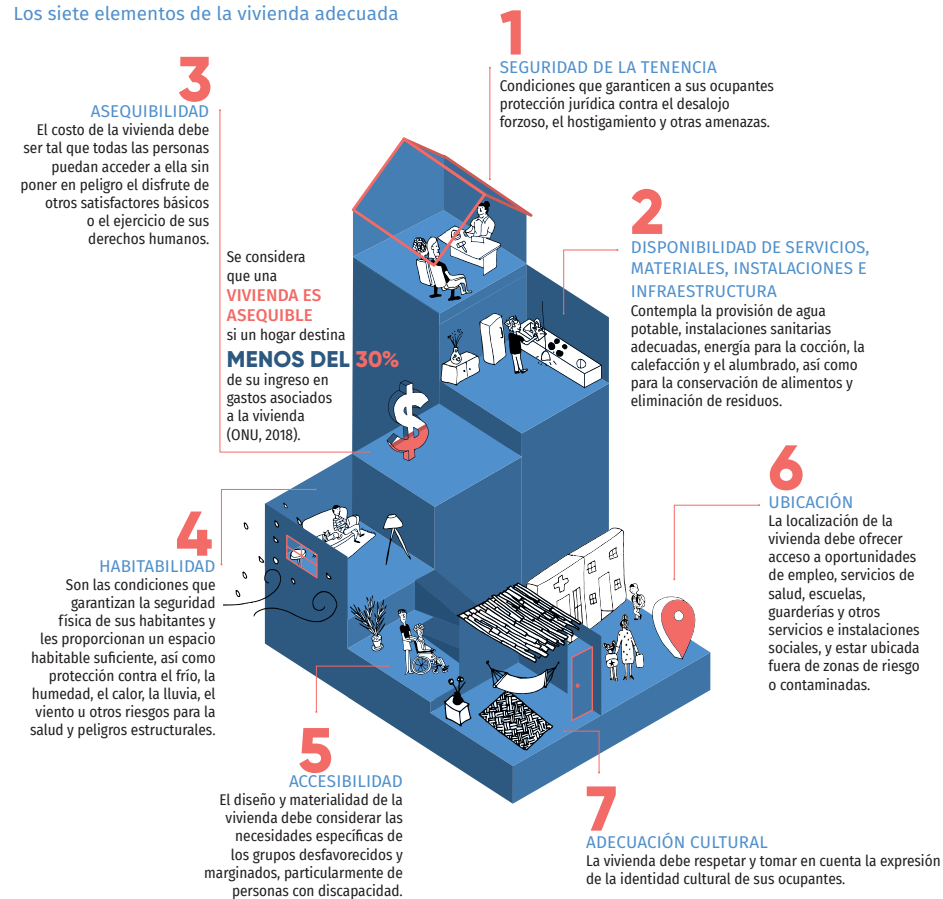 Los siete elementos de la vivienda adecuada
1
SEGURIDAD DE LA TENENCIA
Condiciones que garanticen a sus ocupantes
protección jurídica contra el desalojo
forzoso, el hostigamiento y otras amenazas.
2
DISPONIBILIDAD DE SERVICIOS,
MATERIALES, INSTALACIONES E
INFRAESTRUCTURA
Contempla la provisión de agua
potable, instalaciones sanitarias
adecuadas, energía para la cocción, la
calefacción y el alumbrado, así como
para la conservación de alimentos y
eliminación de residuos.
3
ASEQUIBILIDAD
El costo de la vivienda debe
ser tal que todas las personas
puedan acceder a ella sin
poner en peligro el disfrute de
otros satisfactores básicos
o el ejercicio de sus
derechos humanos.
Se considera
que una
VIVIENDA ES
ASEQUIBLE
si un hogar destina
MENOS DEL 30%
de su ingreso en
gastos asociados
a la vivienda
(ONU, 2018).
$
4
HABITABILIDAD
Son las condiciones que
garantizan la seguridad
física de sus habitantes y
les proporcionan un espacio
habitable suficiente, así como
protección contra el frío, la
humedad, el calor, la lluvia, el
viento u otros riesgos para la
salud y peligros estructurales.
5
ACCESIBILIDAD
El diseño y materialidad de la
vivienda debe considerar las
necesidades específicas de
los grupos desfavorecidos y
marginados, particularmente de
personas con discapacidad.
6
UBICACIÓN
La localización de la
vivienda debe ofrecer
acceso a oportunidades
de empleo, servicios de
salud, escuelas,
guarderías y otros
servicios e instalaciones
sociales, y estar ubicada
fuera de zonas de riesgo
o contaminadas.
7
ADECUACIÓN CULTURAL
La vivienda debe respetar y tomar en cuenta la expresión
de la identidad cultural de sus ocupantes.